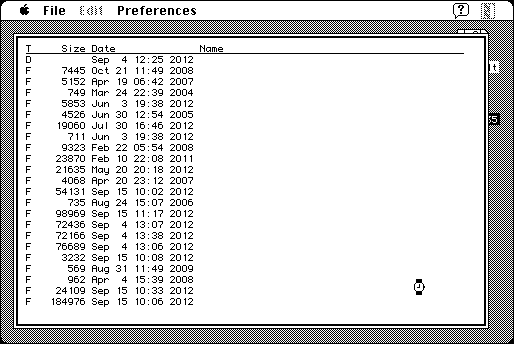 File Edit Preferences ?
T Size Date Name
D Sep 4 12:25 2012
F 7445 Oct 21 11:49 2008
F 5152 Apr 19 06:42 2007
F 749 Mar 24 22:39 2004
F 5853 Jun 3 19:38 2012
F 4526 Jun 30 12:54 2005
F 19060 Jul 30 16:46 2012
F 711 Jun 3 19:38 2012
F 9323 Feb 22 05:54 2008
F 23870 Feb 10 22:08 2011
F 21635 May 20 20:18 2012
F 4068 Apr 20 23:12 2007
F 54131 Sep 15 10:02 2012
F 735 Aug 24 15:07 2006
F 98969 Sep 15 11:17 2012
F 72436 Sep 4 13:07 2012
F 72166 Sep 4 13:38 2012
F 76689 Sep 4 13:06 2012
F 3232 Sep 15 10:08 2012
F 569 Aug 31 11:49 2009
F 962 Apr 4 15:39 2008
F 24109 Sep 15 10:33 2012
F 184976 Sep 15 10:06 2012